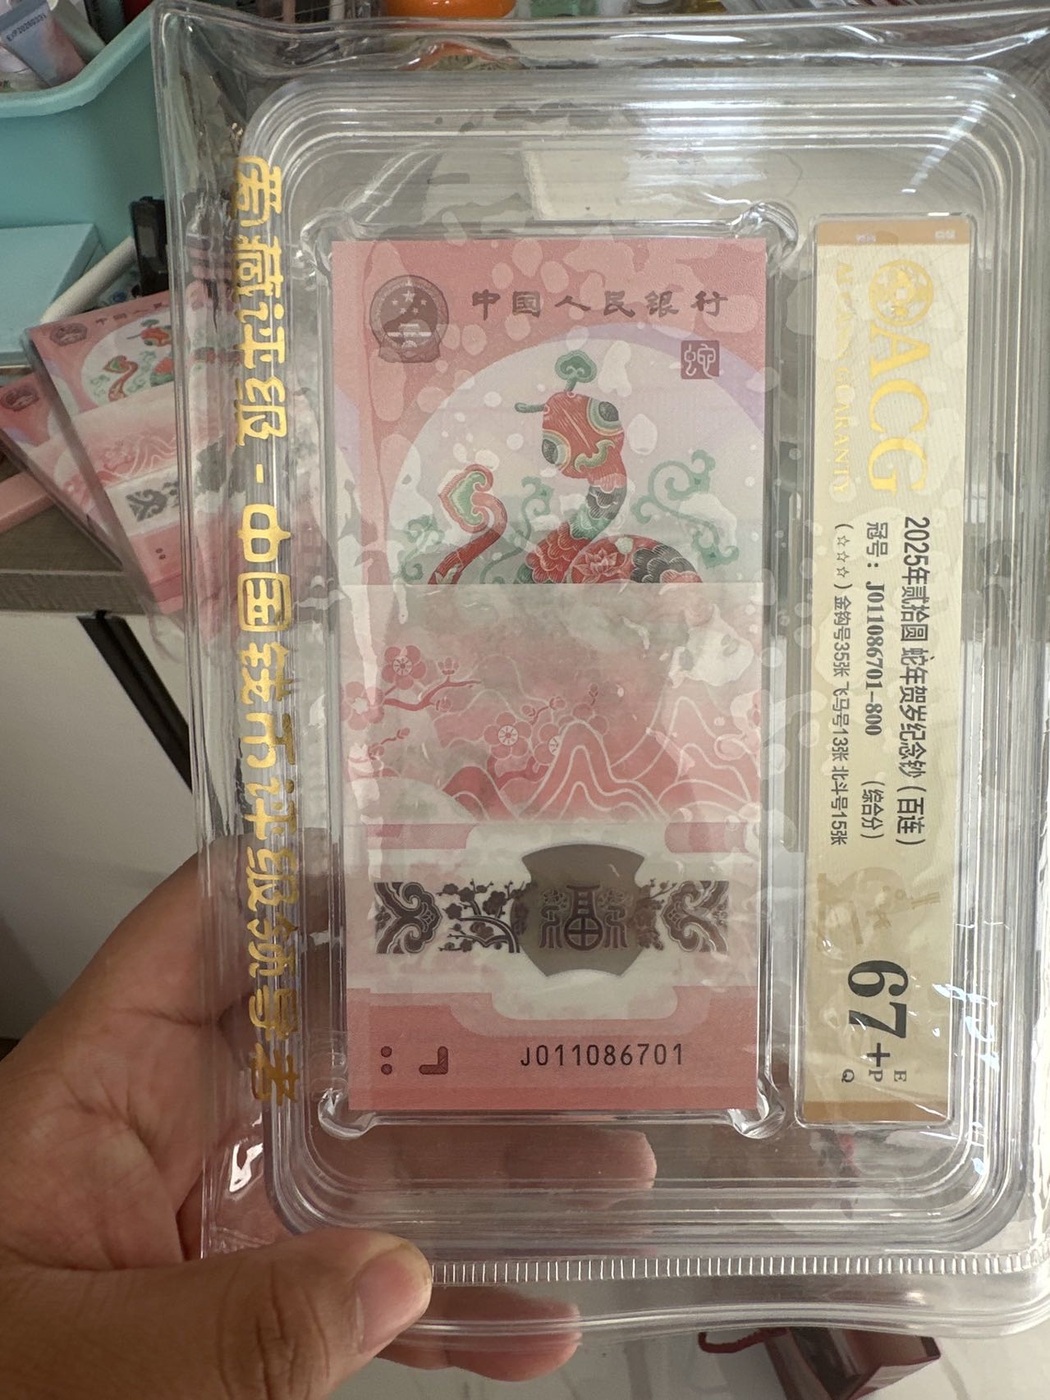 爱藏评级 - 中国钱币评级领导者
中国人民银行
蛇
福
J011086701
ACG
2025年贰拾圆 蛇年贺岁纪念钞 (百连)
冠号: J011086701-800 (综合分)
(☆☆☆) 金钩号35张 飞马号13张 北斗号15张
67+
E
P
Q